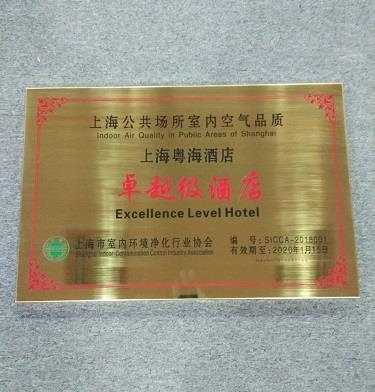 上海公共场所室内空气品质
Indoor Air Quality in Public Areas of Shanghai
上海粤海酒店
卓越级酒店
Excellence Level Hotel
上海市室内环境净化行业协会
Shanghai Indoor Contamination Control Industry Association
编 号:SICCA-2018001
有效期至:2020年1月15日